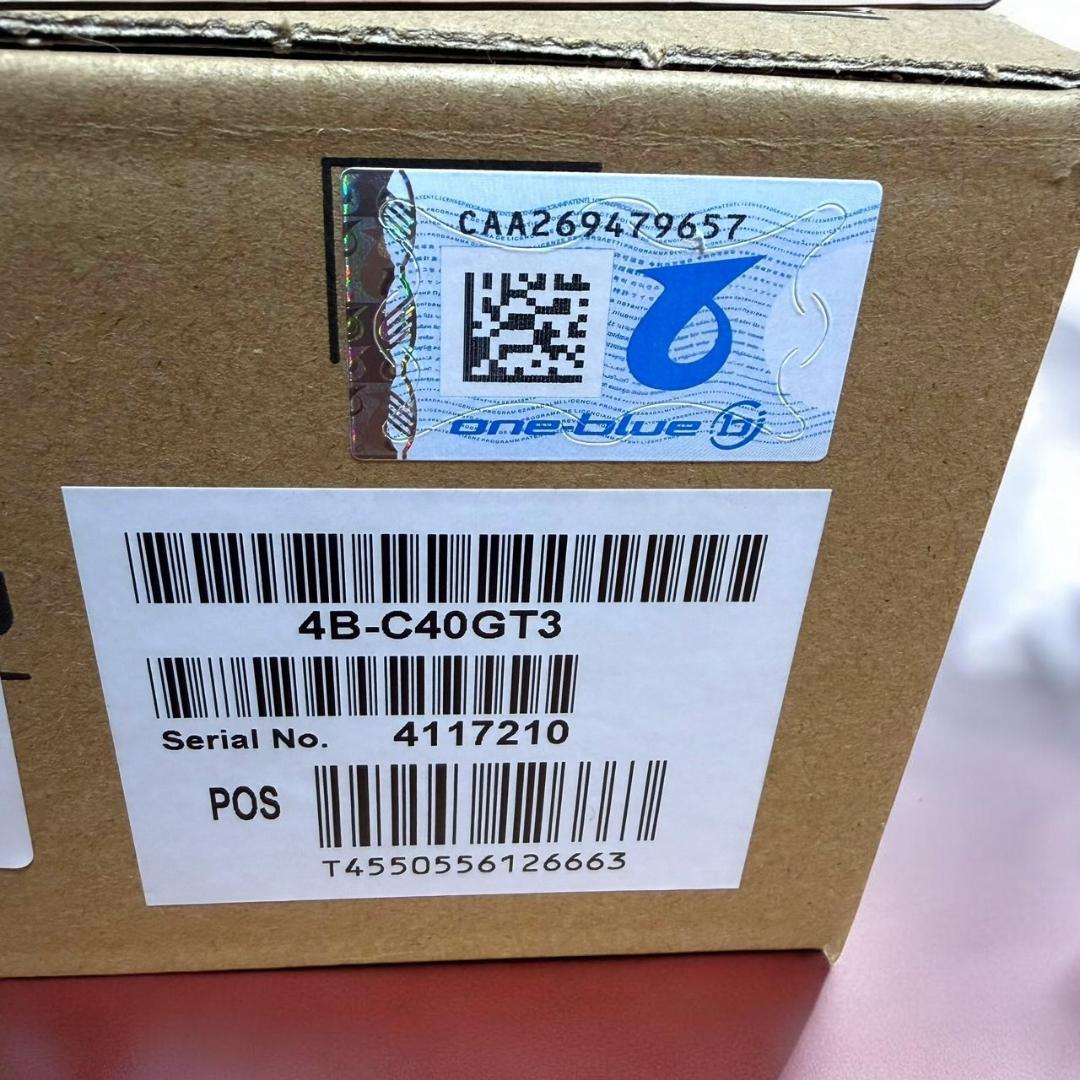 CAA269479657
one-blue
4B-C40GT3
Serial No. 4117210
POS
T4550556126663